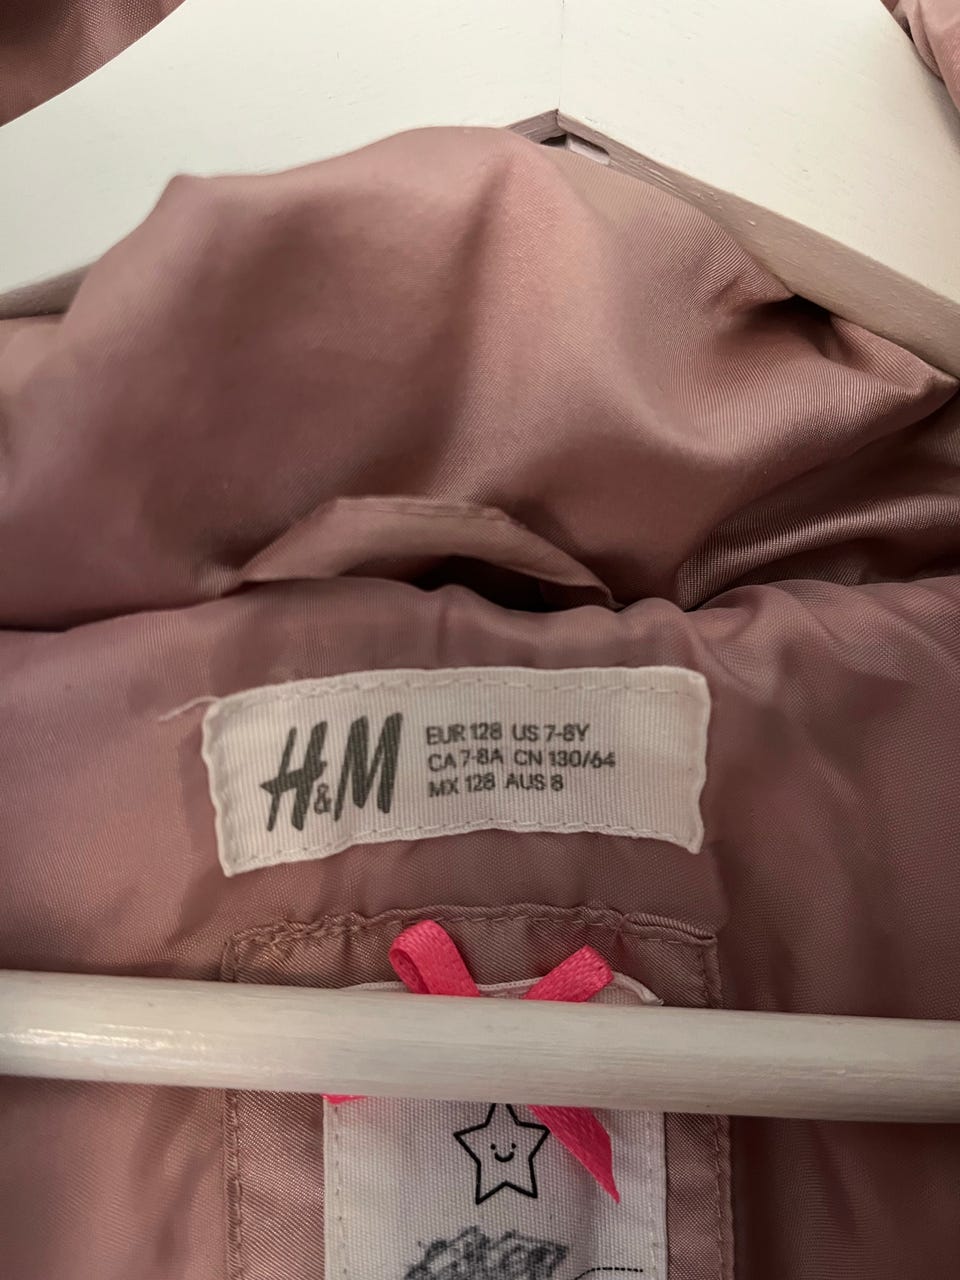 H&M
EUR 128 US 7-8Y
CA 7-8A CN 130/64
MX 128 AUS 8